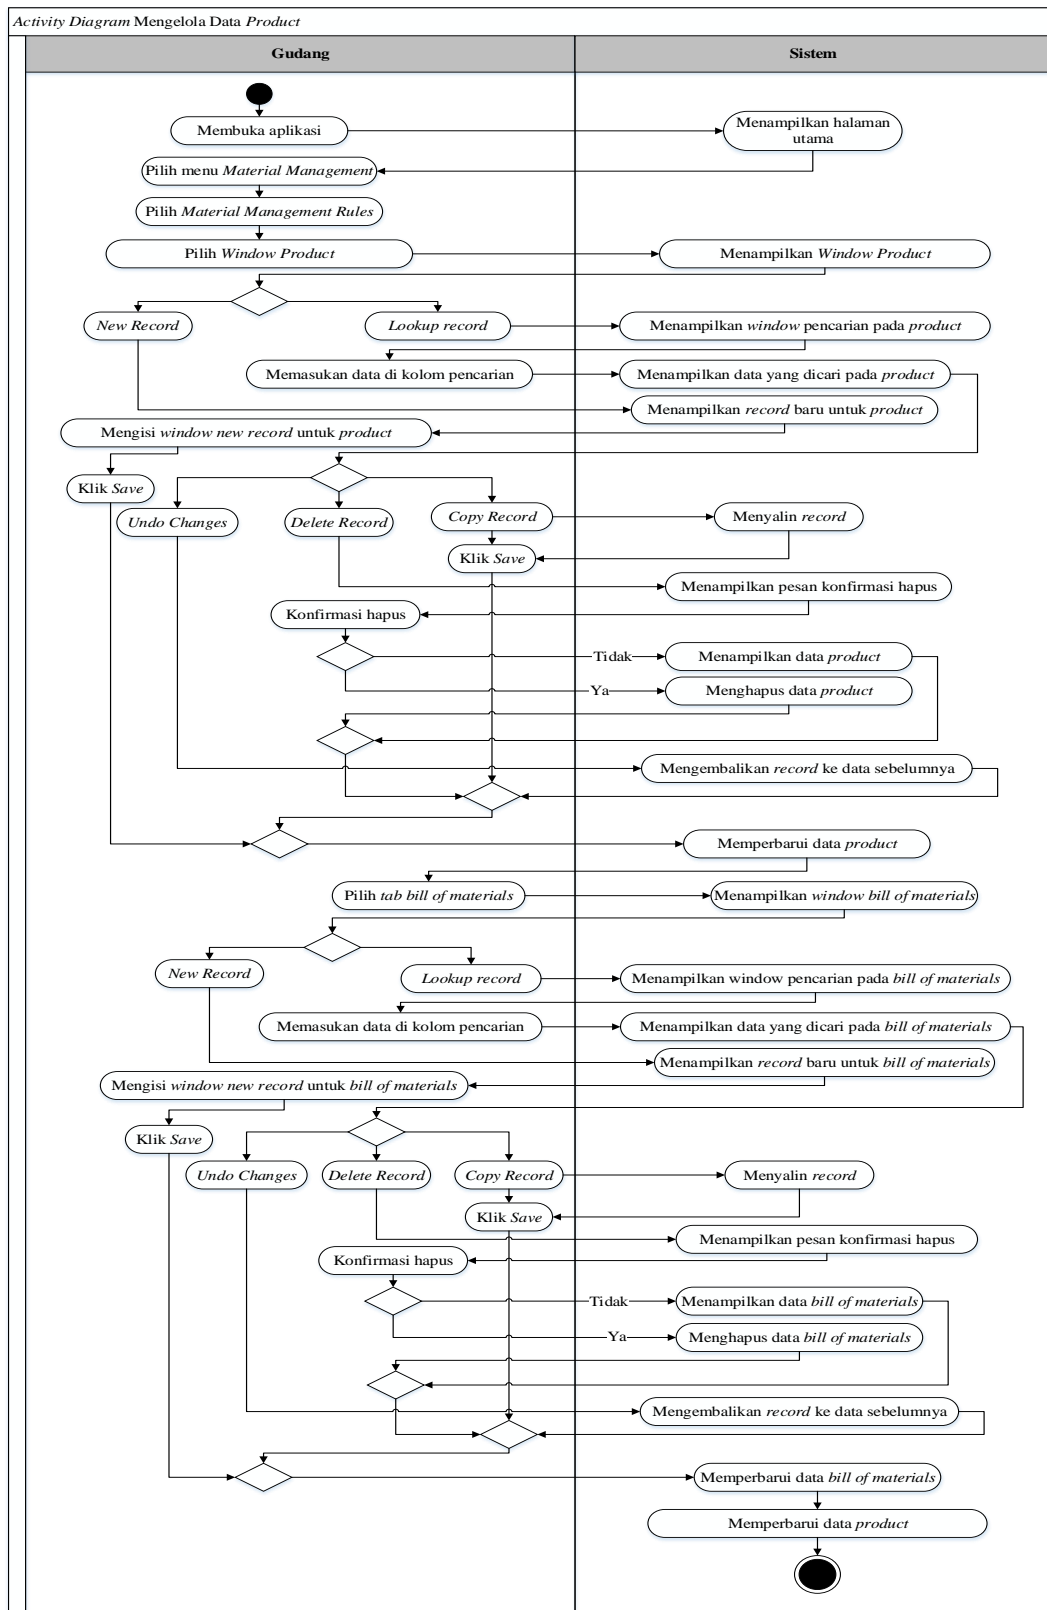 Activity Diagram Mengelola Data Product
Gudang
Sistem
Membuka aplikasi
Menampilkan halaman
utama
Pilih menu Material Management
Pilih Material Management Rules
Pilih Window Product
Menampilkan Window Product
New Record
Lookup record
Menampilkan window pencarian pada product
Memasukan data di kolom pencarian
Menampilkan data yang dicari pada product
Menampilkan record baru untuk product
Mengisi window new record untuk product
Klik Save
Undo Changes
Delete Record
Copy Record
Menyalin record
Klik Save
Menampilkan pesan konfirmasi hapus
Konfirmasi hapus
Tidak
Menampilkan data product
Ya
Menghapus data product
Mengembalikan record ke data sebelumnya
Memperbarui data product
Pilih tab bill of materials
Menampilkan window bill of materials
New Record
Lookup record
Menampilkan window pencarian pada bill of materials
Memasukan data di kolom pencarian
Menampilkan data yang dicari pada bill of materials
Menampilkan record baru untuk bill of materials
Mengisi window new record untuk bill of materials
Klik Save
Undo Changes
Delete Record
Copy Record
Menyalin record
Klik Save
Menampilkan pesan konfirmasi hapus
Konfirmasi hapus
Tidak
Menampilkan data bill of materials
Ya
Menghapus data bill of materials
Mengembalikan record ke data sebelumnya
Memperbarui data bill of materials
Memperbarui data product